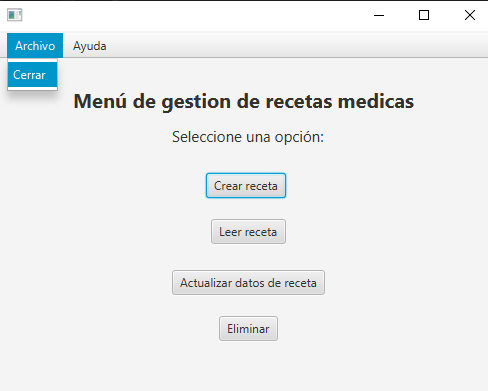 Archivo Ayuda
Cerrar
Menú de gestion de recetas medicas
Seleccione una opción:
Crear receta
Leer receta
Actualizar datos de receta
Eliminar